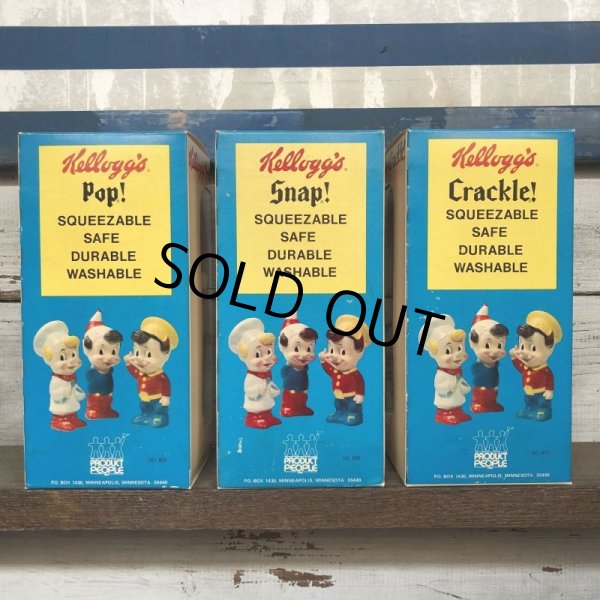 Kellogg's
Pop!
SQUEEZABLE
SAFE
DURABLE
WASHABLE
PRODUCT
PEOPLE
P.O. BOX 1430, MINNEAPOLIS, MINNESOTA 55440
Kellogg's
Snap!
SQUEEZABLE
SAFE
DURABLE
WASHABLE
PRODUCT
PEOPLE
P.O. BOX 1430, MINNEAPOLIS, MINNESOTA 55440
Kellogg's
Crackle!
SQUEEZABLE
SAFE
DURABLE
WASHABLE
PRODUCT
PEOPLE
P.O. BOX 1430, MINNEAPOLIS, MINNESOTA 55440
SOLD OUT